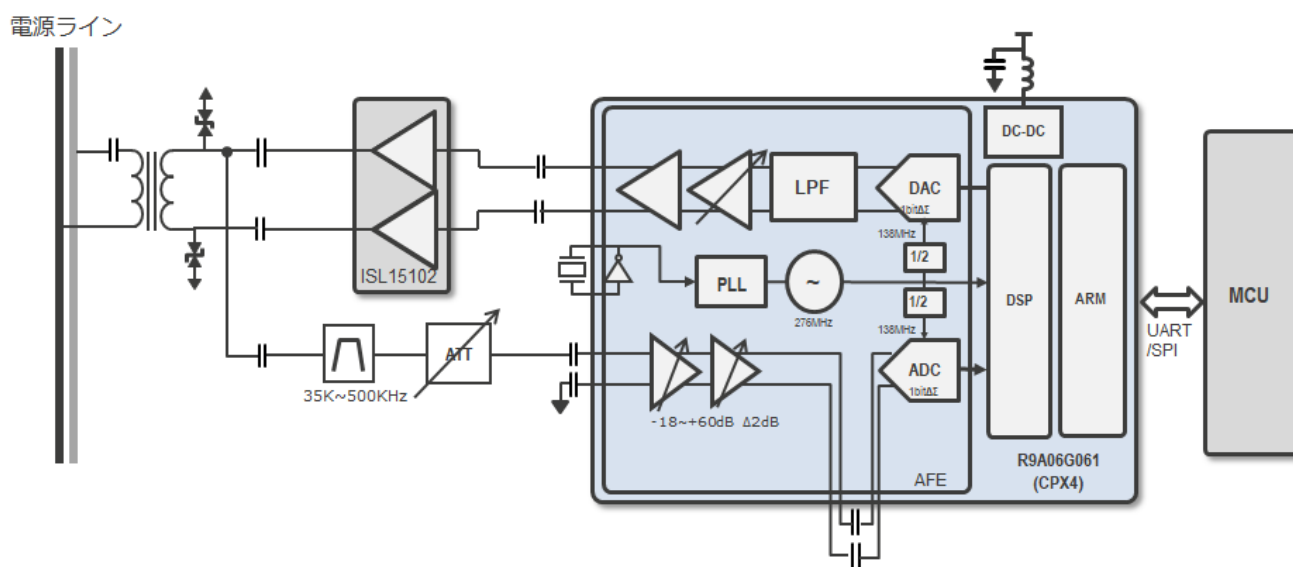 電源ライン
DC-DC
LPF
DAC
1bitΔΣ
138MHz
1/2
ISL15102
PLL
~
276MHz
1/2
138MHz
DSP
ARM
MCU
UART
/SPI
ATT
35K~500KHz
ADC
1bitΔΣ
-18~+60dB Δ2dB
R9A06G061
(CPX4)
AFE